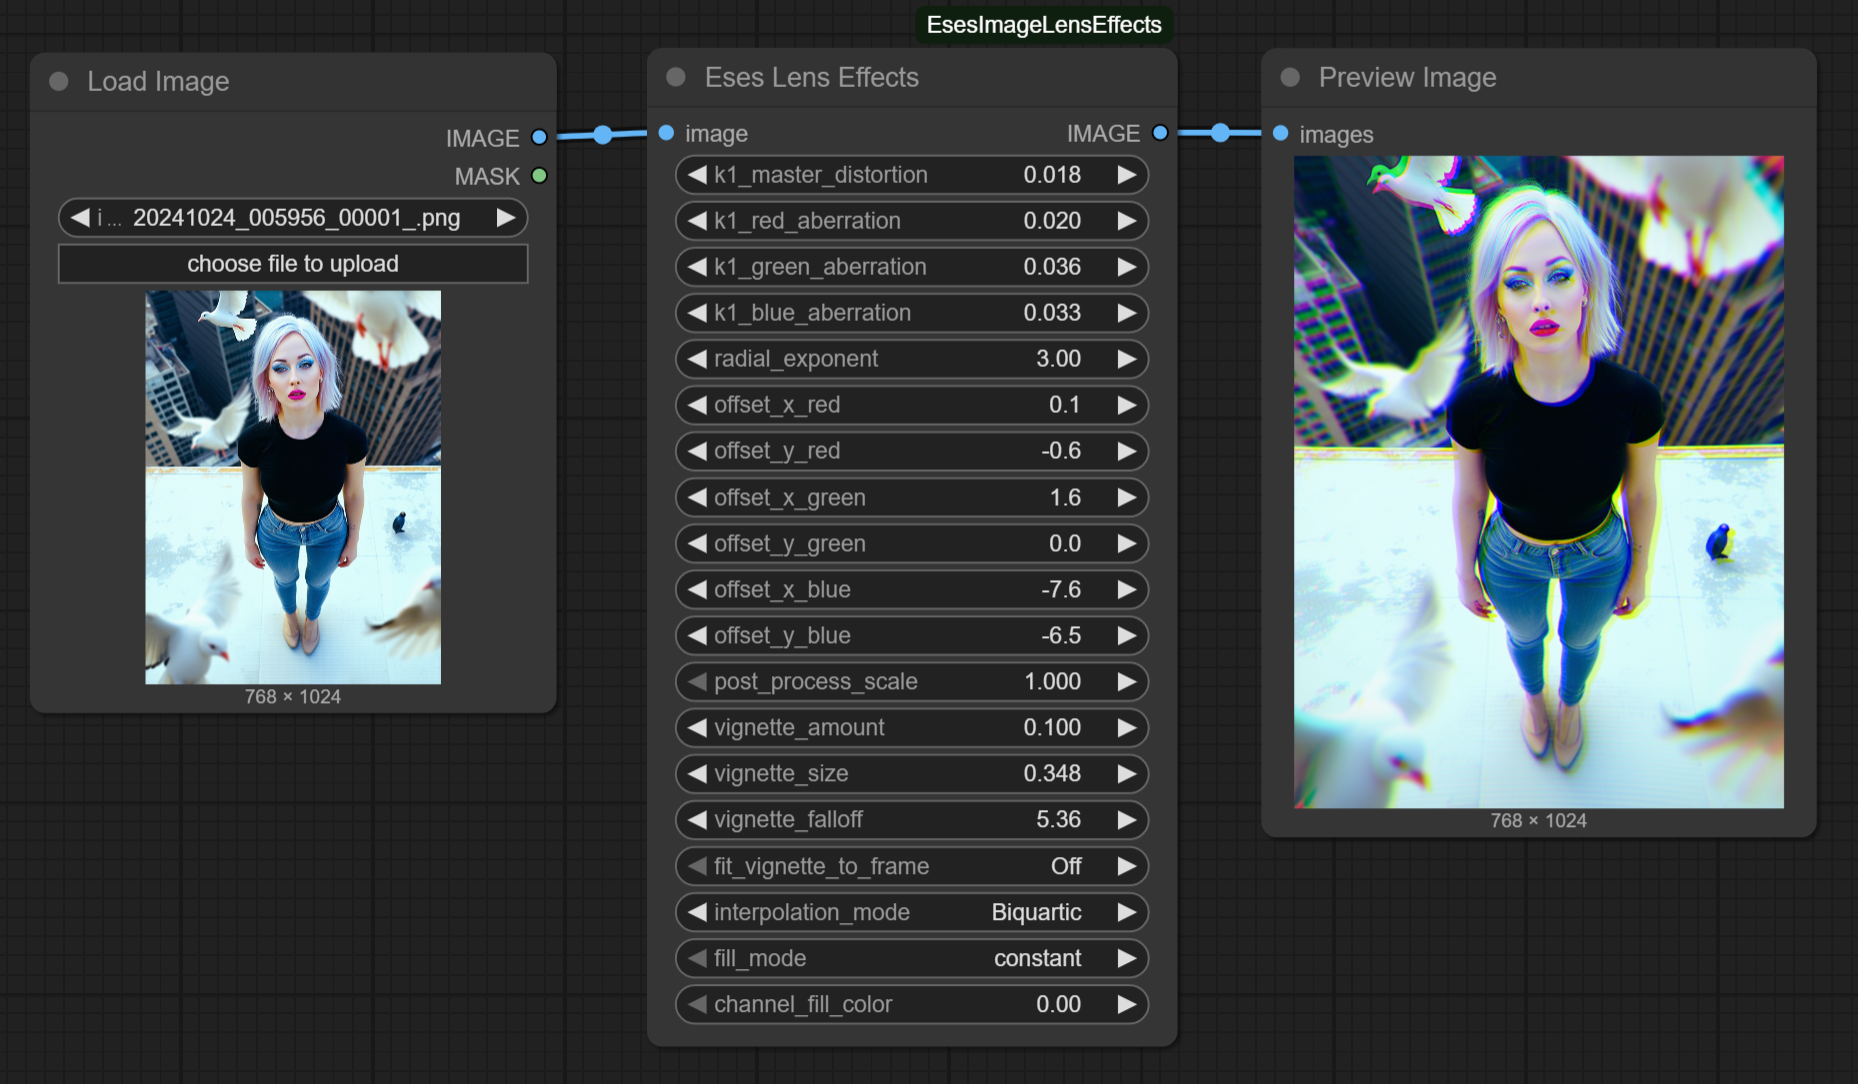 EsesImageLensEffects
Load Image
IMAGE
MASK
i... 20241024_005956_00001_.png
choose file to upload
768 × 1024
Eses Lens Effects
image IMAGE
k1_master_distortion 0.018
k1_red_aberration 0.020
k1_green_aberration 0.036
k1_blue_aberration 0.033
radial_exponent 3.00
offset_x_red 0.1
offset_y_red -0.6
offset_x_green 1.6
offset_y_green 0.0
offset_x_blue -7.6
offset_y_blue -6.5
post_process_scale 1.000
vignette_amount 0.100
vignette_size 0.348
vignette_falloff 5.36
fit_vignette_to_frame Off
interpolation_mode Biquartic
fill_mode constant
channel_fill_color 0.00
Preview Image
images
768 × 1024